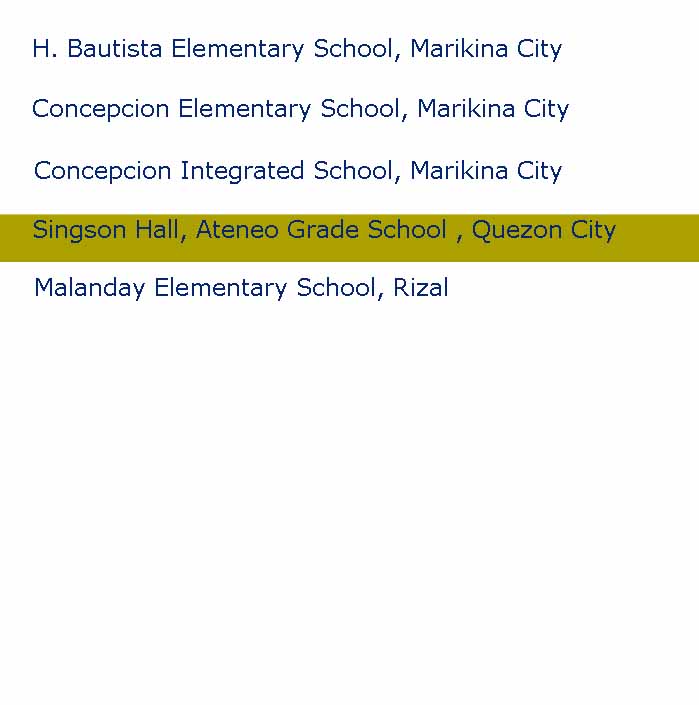 H. Bautista Elementary School, Marikina City
Concepcion Elementary School, Marikina City
Concepcion Integrated School, Marikina City
Singson Hall, Ateneo Grade School , Quezon City
Malanday Elementary School, Rizal